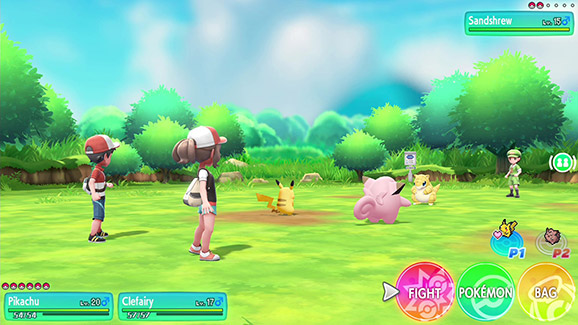 Sandshrew Lv. 15♂
P1 P2
Pikachu Lv. 20♂ Clefairy Lv. 17♂
54/54 57/57
FIGHT POKÉMON BAG